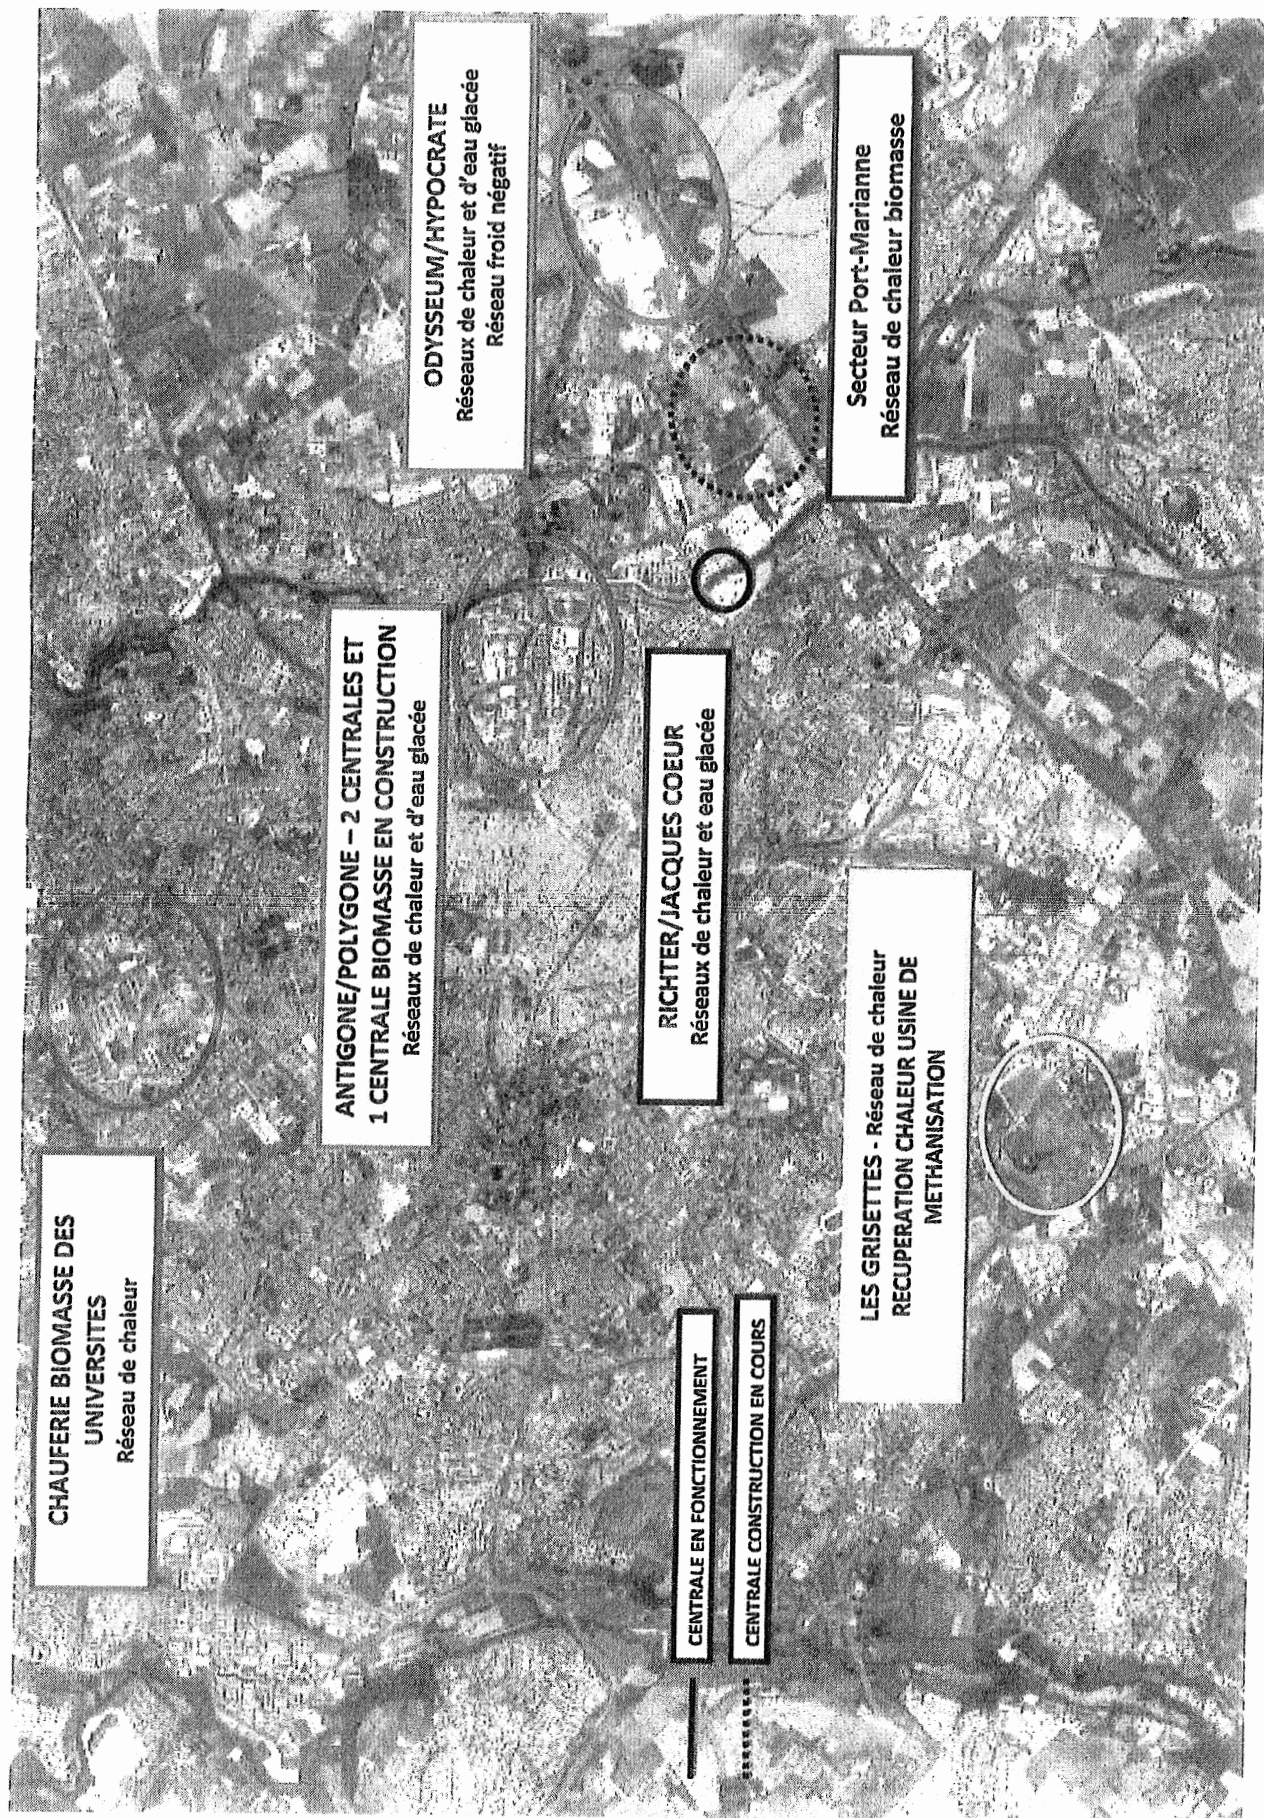 CHAUFERIE BIOMASSE DES
UNIVERSITES
Réseau de chaleur
ODYSSEUM/HYPOCRATE
Réseaux de chaleur et d'eau glacée
Réseau froid négatif
ANTIGONE/POLYGONE – 2 CENTRALES ET
1 CENTRALE BIOMASSE EN CONSTRUCTION
Réseaux de chaleur et d'eau glacée
RICHTER/JACQUES COEUR
Réseaux de chaleur et eau glacée
Secteur Port-Marianne
Réseau de chaleur biomasse
LES GRISETTES - Réseau de chaleur
RECUPERATION CHALEUR USINE DE
METHANISATION
CENTRALE EN FONCTIONNEMENT
CENTRALE CONSTRUCTION EN COURS